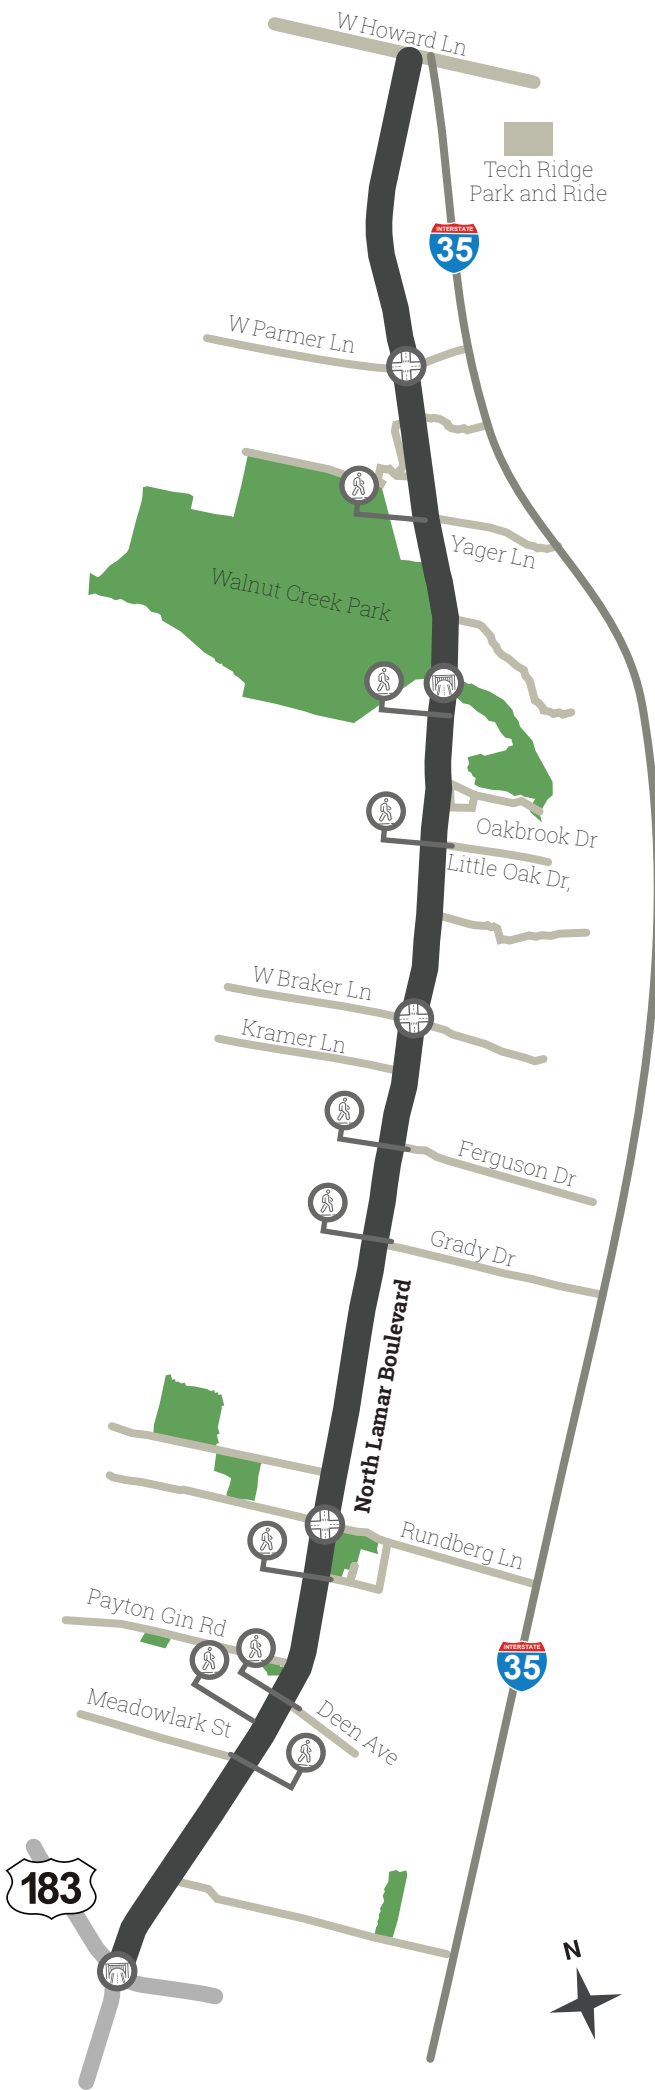 W Howard Ln
Tech Ridge
Park and Ride
INTERSTATE
35
W Parmer Ln
Yager Ln
Walnut Creek Park
Oakbrook Dr
Little Oak Dr,
W Braker Ln
Kramer Ln
Ferguson Dr
Grady Dr
North Lamar Boulevard
Rundberg Ln
Payton Gin Rd
INTERSTATE
35
Meadowlark St
Deen Ave
183
N